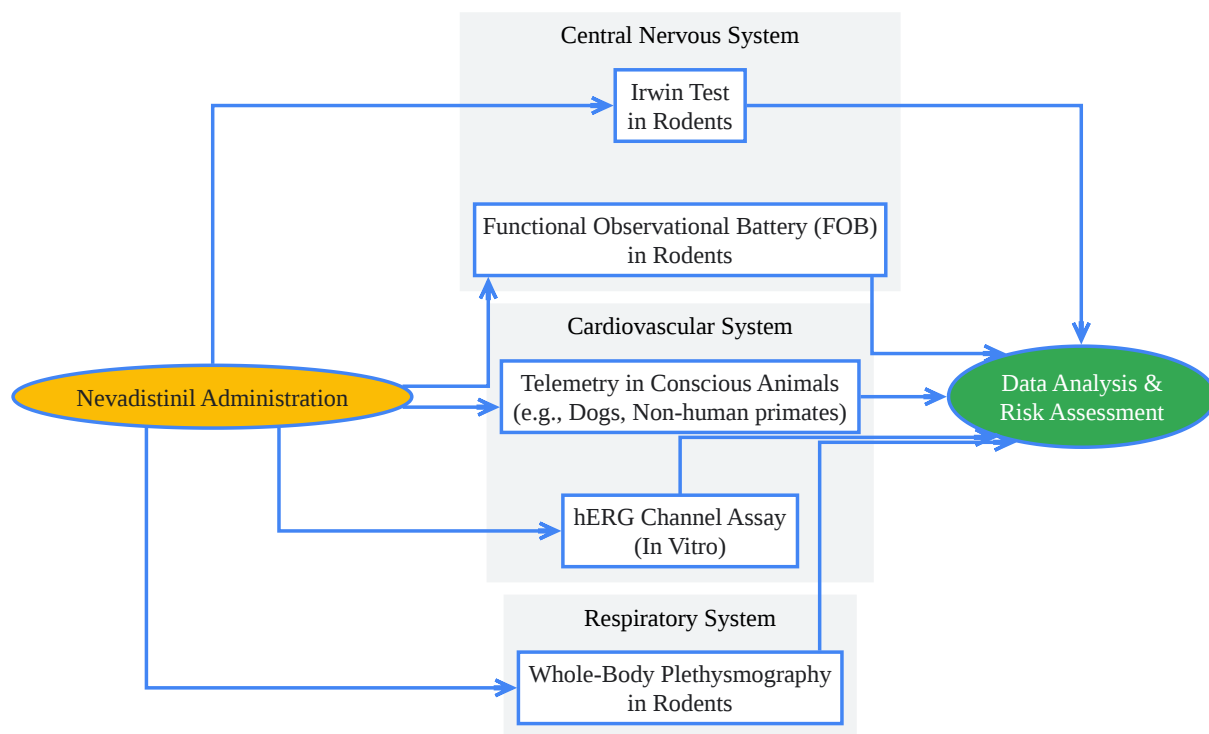 Central Nervous System
Irwin Test
in Rodents
Functional Observational Battery (FOB)
in Rodents
Cardiovascular System
Nevadistinil Administration
Telemetry in Conscious Animals
(e.g., Dogs, Non-human primates)
Data Analysis &
Risk Assessment
hERG Channel Assay
(In Vitro)
Respiratory System
Whole-Body Plethysmography
in Rodents